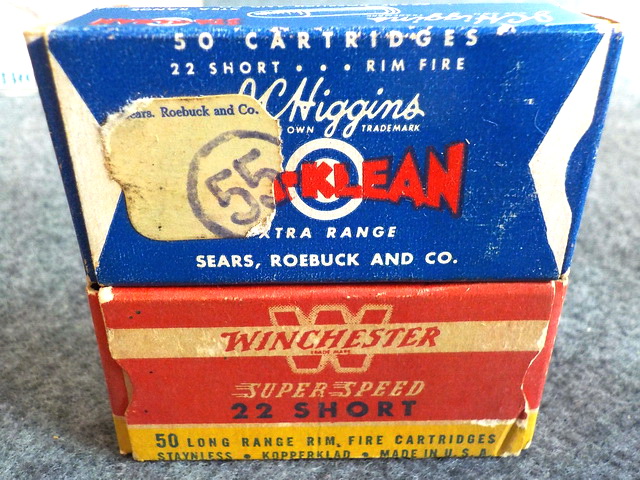 50 CARTRIDGES
22 SHORT • • • RIM FIRE
J.C. Higgins
OWN TRADEMARK
Sears, Roebuck and Co.
55
KLEAN
XTRA RANGE
SEARS, ROEBUCK AND CO.
WINCHESTER
TRADE MARK
W
SUPER SPEED
22 SHORT
50 LONG RANGE RIM FIRE CARTRIDGES
STAYNLESS • KOPPERKLAD • MADE IN U.S.A.